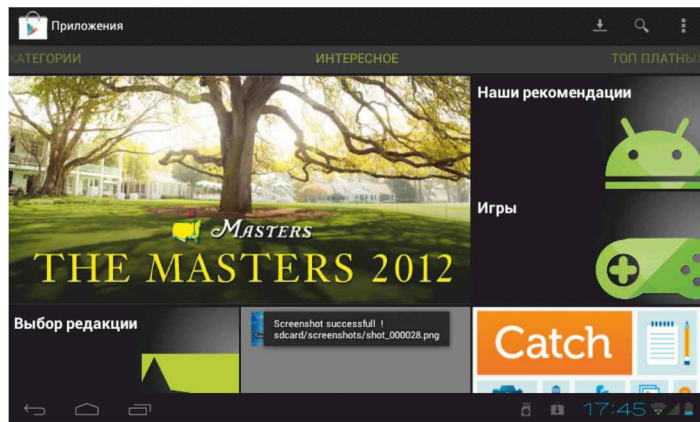 Приложения
КАТЕГОРИИ
ИНТЕРЕСНОЕ
ТОП ПЛАТНЫ
Наши рекомендации
MASTERS
THE MASTERS 2012
Игры
Выбор редакции
Screenshot successfull !
sdcard/screenshots/shot_000028.png
Catch
17:45